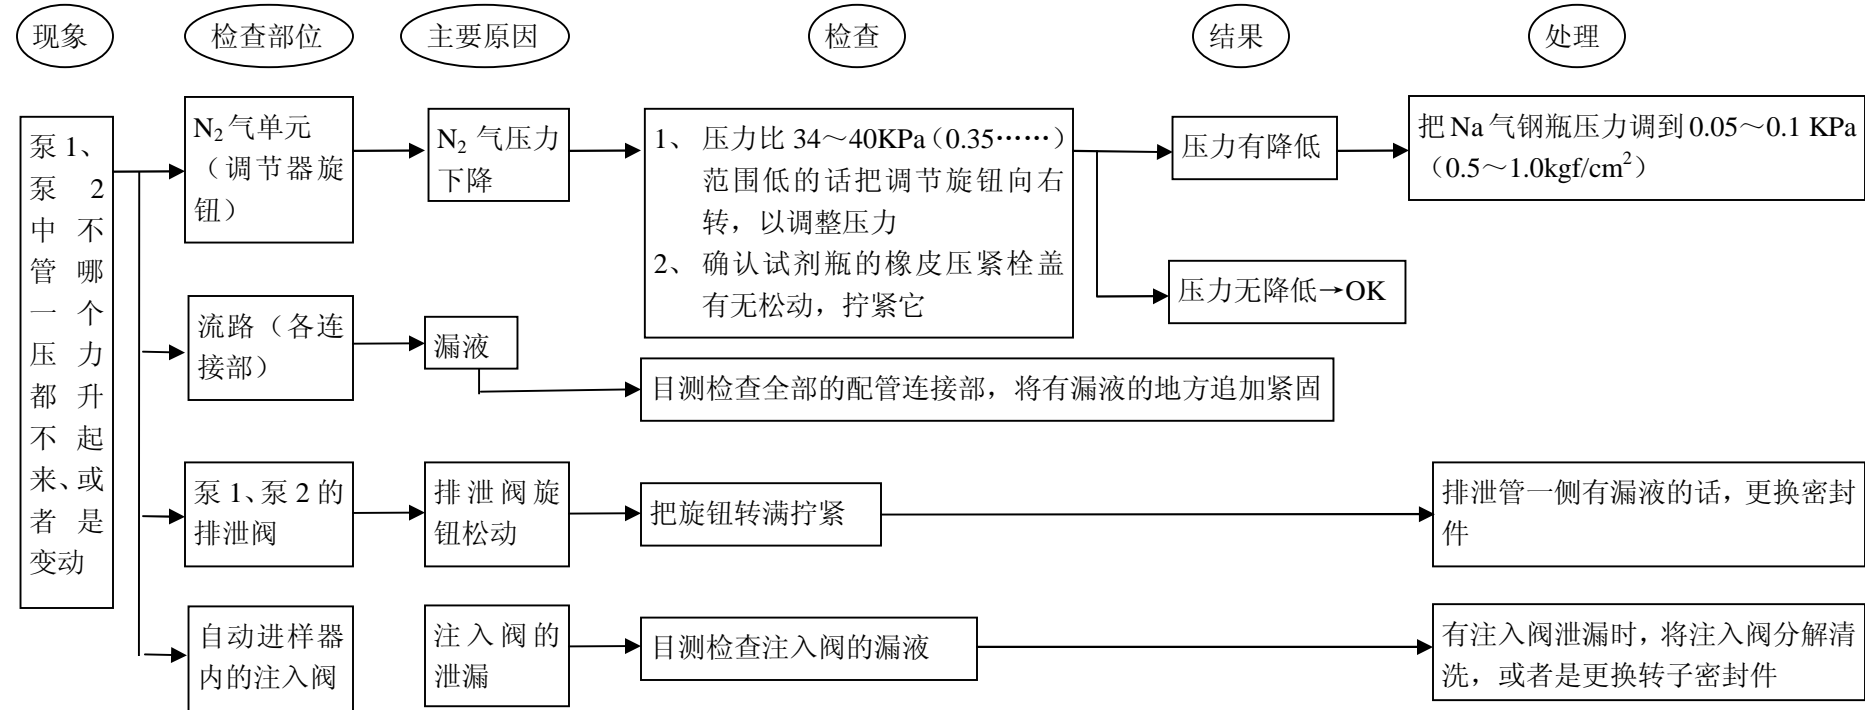 现象
检查部位
主要原因
检查
结果
处理
泵 1、
泵 2
中 不
管 哪
一 个
压 力
都 升
不 起
来、或
者 是
变动
N2 气单元
（调节器旋
钮）
N2 气压力
下降
1、 压力比 34～40KPa（0.35……）
范围低的话把调节旋钮向右
转，以调整压力
2、 确认试剂瓶的橡皮压紧栓盖
有无松动，拧紧它
压力有降低
把 Na 气钢瓶压力调到 0.05～0.1 KPa
（0.5～1.0kgf/cm2）
压力无降低→OK
流路（各连
接部）
漏液
目测检查全部的配管连接部，将有漏液的地方追加紧固
泵 1、泵 2 的
排泄阀
排泄阀旋
钮松动
把旋钮转满拧紧
排泄管一侧有漏液的话，更换密封
件
自动进样器
内的注入阀
注入阀的
泄漏
目测检查注入阀的漏液
有注入阀泄漏时，将注入阀分解清
洗，或者是更换转子密封件